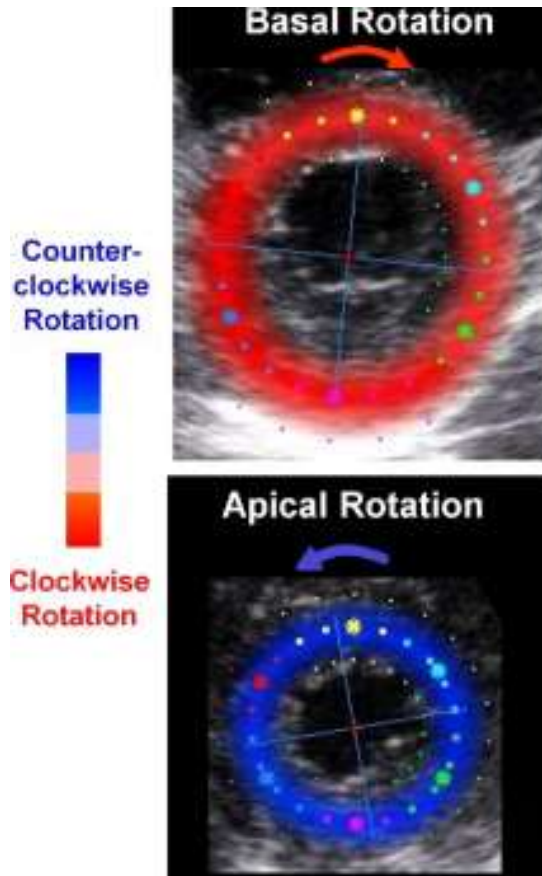 Basal Rotation
Counter-
clockwise
Rotation
Clockwise
Rotation
Apical Rotation